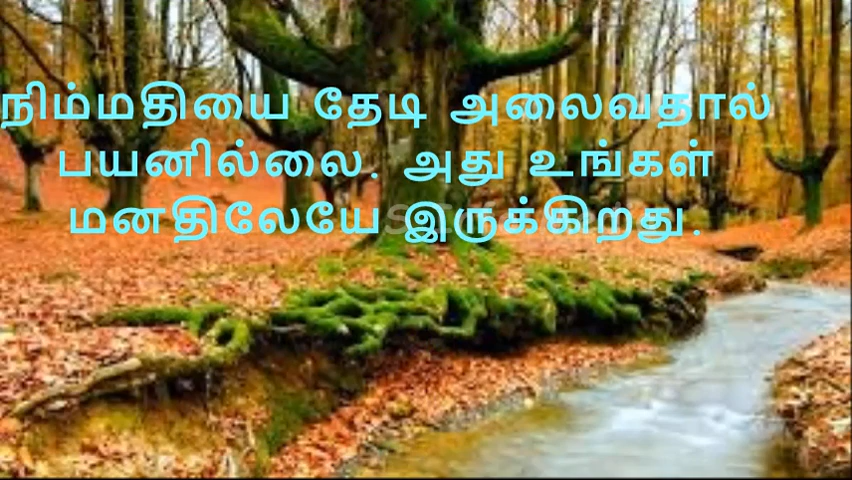 நிம்மதியை தேடி அலைவதால்
பயனில்லை. அது உங்கள்
மனதிலேயே இருக்கிறது.